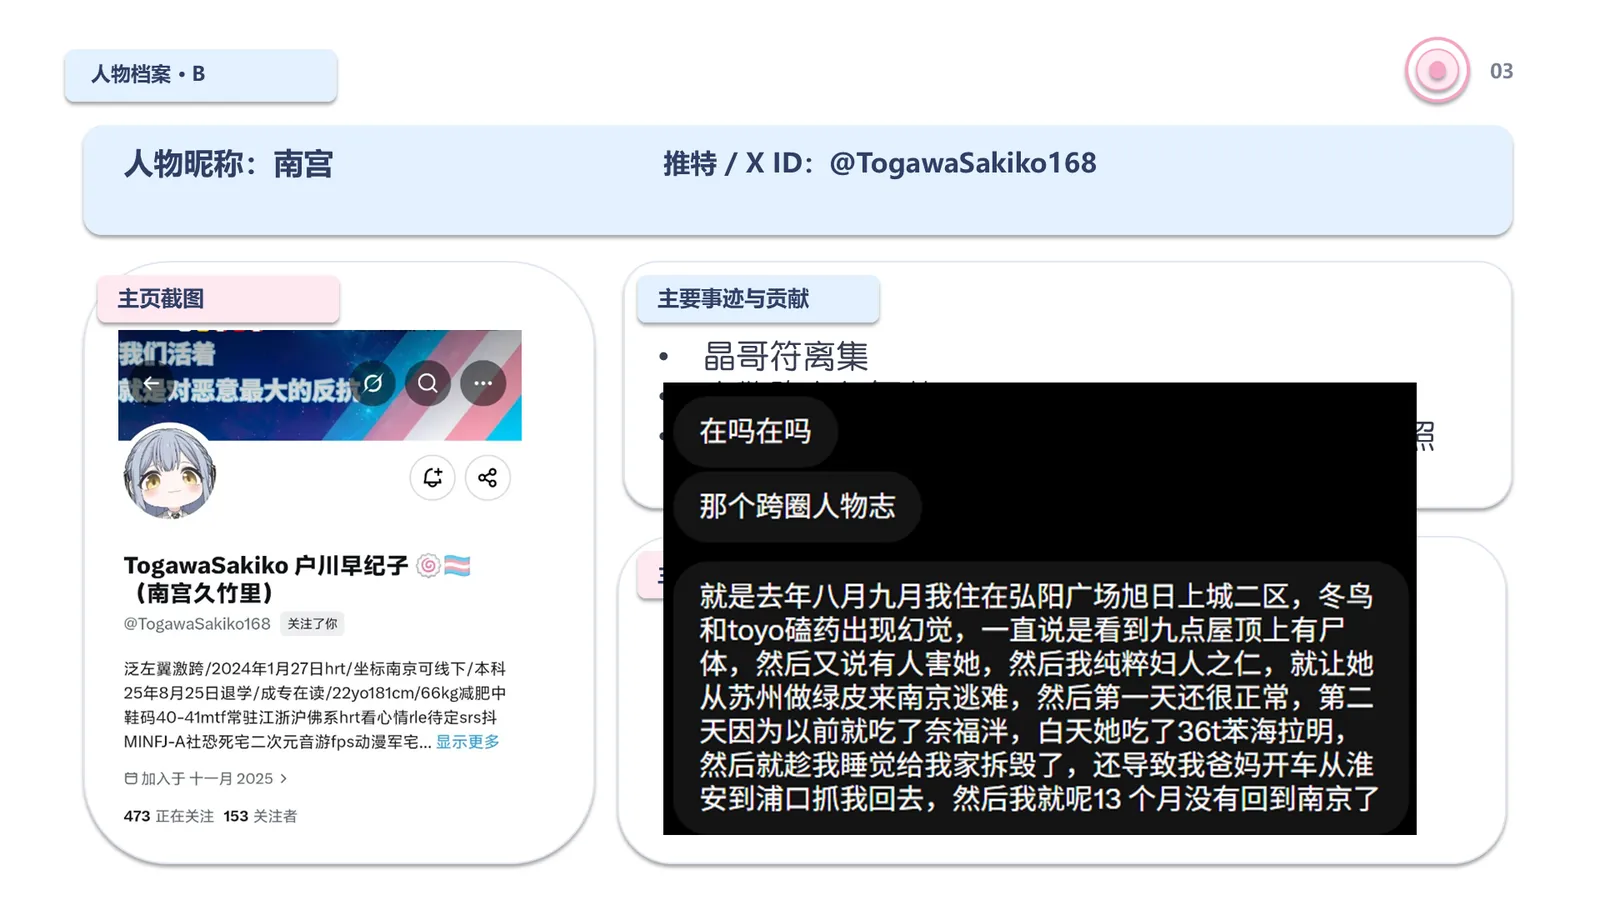 人物档案·B
03
人物昵称：南宫
推特 / X ID：@TogawaSakiko168
主页截图
我们活着
就是对恶意最大的反抗
TogawaSakiko 户川早纪子
（南宫久竹里）
@TogawaSakiko168 关注了你
泛左翼激跨/2024年1月27日hrt/坐标南京可线下/本科
25年8月25日退学/成专在读/22yo181cm/66kg减肥中
鞋码40-41mtf常驻江浙沪佛系hrt看心情rle待定srs抖
MINFJ-A社恐死宅二次元音游fps动漫军宅... 显示更多
加入于 十一月 2025
473 正在关注 153 关注者
主要事迹与贡献
• 晶哥符离集
照
在吗在吗
那个跨圈人物志
就是去年八月九月我住在弘阳广场旭日上城二区，冬鸟
和toyo磕药出现幻觉，一直说是看到九点屋顶上有尸
体，然后又说有人害她，然后我纯粹妇人之仁，就让她
从苏州做绿皮来南京逃难，然后第一天还很正常，第二
天因为以前就吃了奈福泮，白天她吃了36t苯海拉明，
然后就趁我睡觉给我家拆毁了，还导致我爸妈开车从淮
安到浦口抓我回去，然后我就呢13 个月没有回到南京了